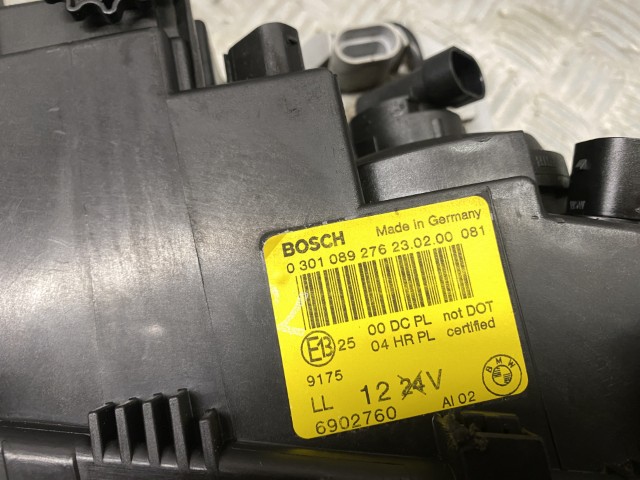 BOSCH Made in Germany
0 301 089 276 23.02.00 081
00 DC PL not DOT
E13 25 04 HR PL certified
9175
LL 12 24V BMW
6902760 AI 02